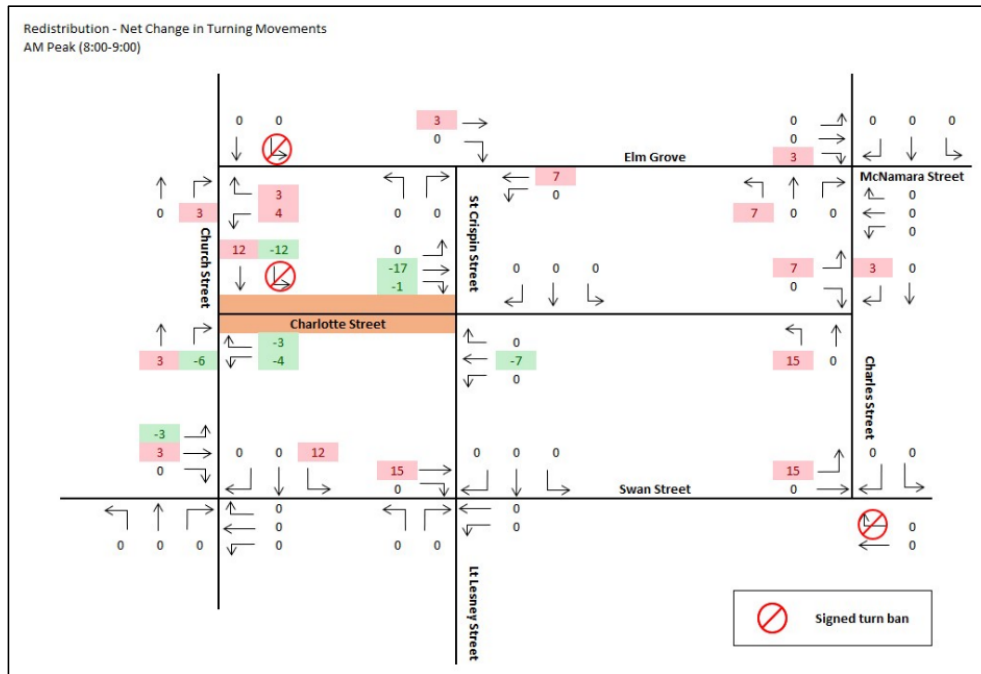 Redistribution - Net Change in Turning Movements
AM Peak (8:00-9:00)
0 0
3
0
0
0
3
0 0 0
Elm Grove
McNamara Street
0 3
3
4
0 0
St Crispin Street
7
0
7 0 0
0
0
0
Church Street
12 -12
0
-17
-1
0 0 0
7
0
3 0
Charlotte Street
3 -6
-3
-4
0
-7
0
15 0
Charles Street
-3
3
0
0 0 12
15
0
0 0 0
15
0
0 0
Swan Street
0 0 0
0
0
0
0 0
0
0
0
0
Lt Lesney Street
Signed turn ban